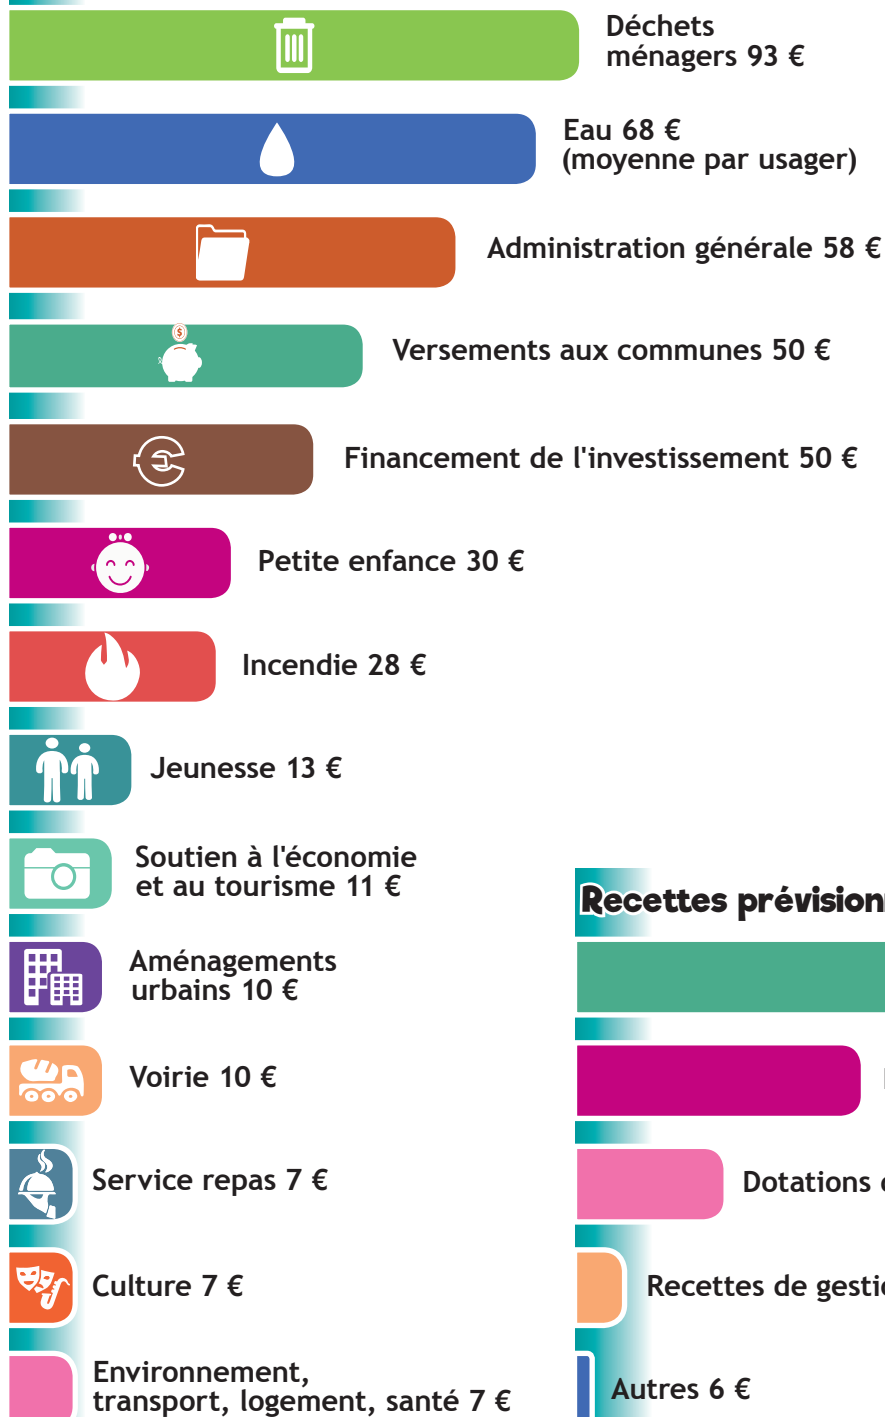 Déchets
ménagers 93 €
Eau 68 €
(moyenne par usager)
Administration générale 58 €
Versements aux communes 50 €
Financement de l'investissement 50 €
Petite enfance 30 €
Incendie 28 €
Jeunesse 13 €
Soutien à l'économie
et au tourisme 11 €
Aménagements
urbains 10 €
Voirie 10 €
Service repas 7 €
Culture 7 €
Environnement,
transport, logement, santé 7 €
Recettes
Dotations
Recettes de
Autres 6 €